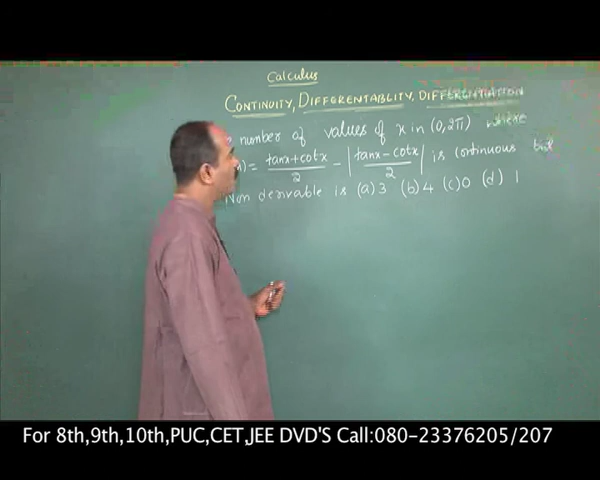 Calculus
CONTINUITY, DIFFERENTABLITY, DIFFERENTIATION
number of values of x in (0,2π) where
= tanx+cotx/2 - |tanx-cotx/2| is continuous but
Non derivable is (a) 3 (b) 4 (c) 0 (d) 1
For 8th,9th,10th,PUC,CET,JEE DVD'S Call:080-23376205/207